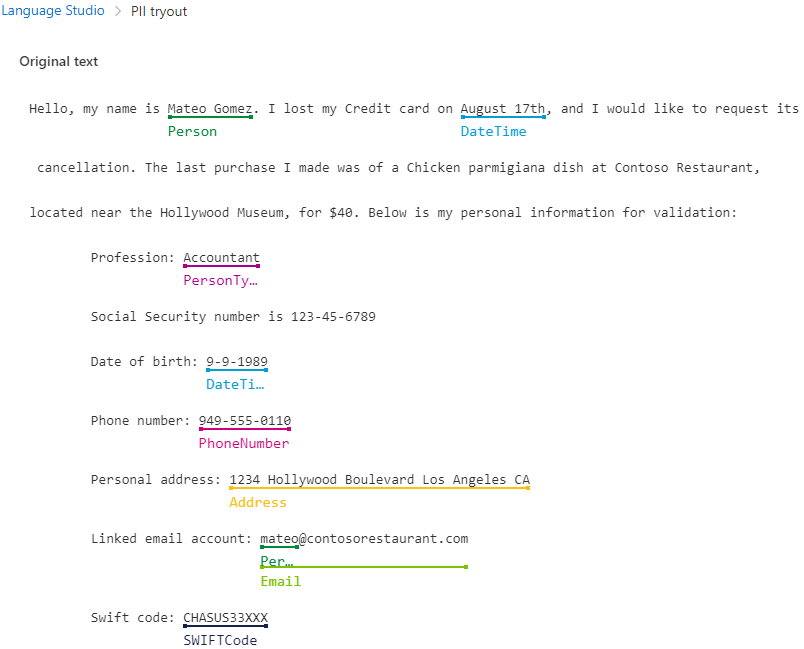 Language Studio > PII tryout
Original text
Hello, my name is Mateo Gomez. I lost my Credit card on August 17th, and I would like to request its
Person DateTime
cancellation. The last purchase I made was of a Chicken parmigiana dish at Contoso Restaurant,
located near the Hollywood Museum, for $40. Below is my personal information for validation:
Profession: Accountant
PersonTy…
Social Security number is 123-45-6789
Date of birth: 9-9-1989
DateTi…
Phone number: 949-555-0110
PhoneNumber
Personal address: 1234 Hollywood Boulevard Los Angeles CA
Address
Linked email account: mateo@contosorestaurant.com
Per…
Email
Swift code: CHASUS33XXX
SWIFTCode